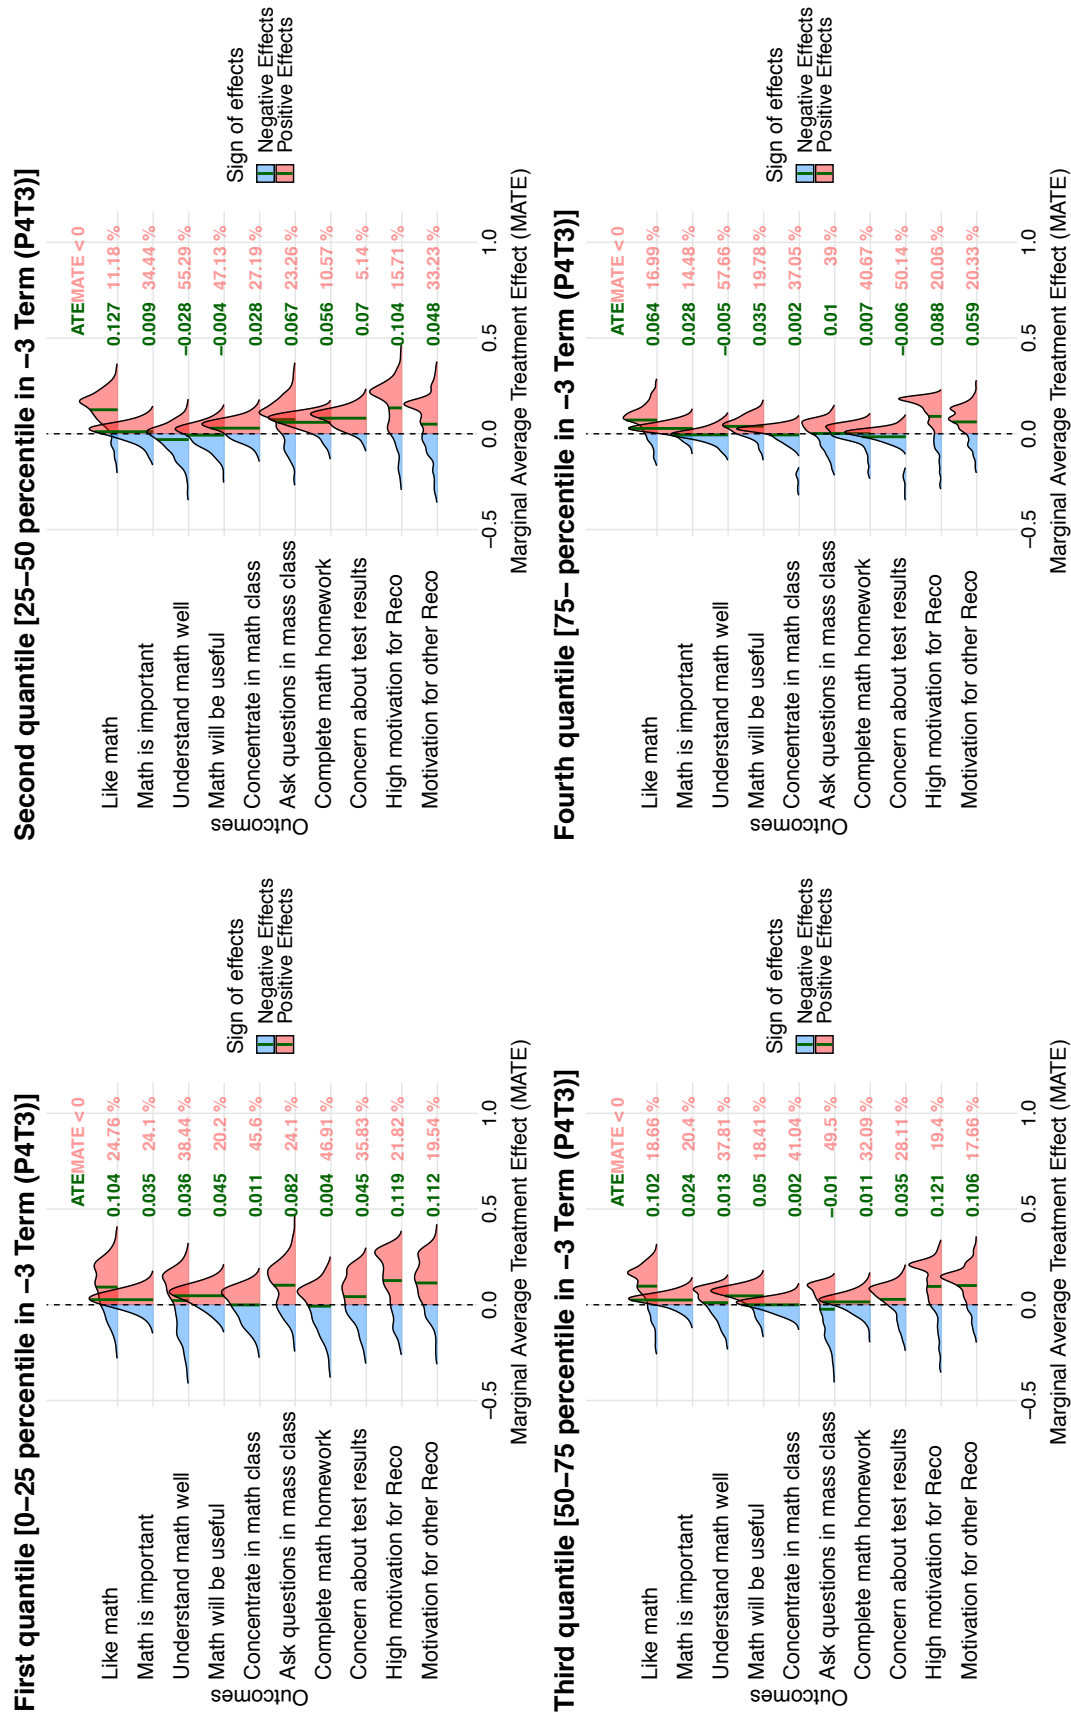 First quantile [0−25 percentile in −3 Term (P4T3)]
Outcomes
ATE MATE < 0
Like math 0.104 24.76 %
Math is important 0.035 24.1 %
Understand math well 0.036 38.44 %
Math will be useful 0.045 20.2 %
Concentrate in math class 0.011 45.6 %
Ask questions in mass class 0.082 24.1 %
Complete math homework 0.004 46.91 %
Concern about test results 0.045 35.83 %
High motivation for Reco 0.119 21.82 %
Motivation for other Reco 0.112 19.54 %
−0.5 0.0 0.5 1.0
Marginal Average Treatment Effect (MATE)
Sign of effects
Negative Effects
Positive Effects
Second quantile [25−50 percentile in −3 Term (P4T3)]
Outcomes
ATE MATE < 0
Like math 0.127 11.18 %
Math is important 0.009 34.44 %
Understand math well −0.028 55.29 %
Math will be useful −0.004 47.13 %
Concentrate in math class 0.028 27.19 %
Ask questions in mass class 0.067 23.26 %
Complete math homework 0.056 10.57 %
Concern about test results 0.07 5.14 %
High motivation for Reco 0.104 15.71 %
Motivation for other Reco 0.048 33.23 %
−0.5 0.0 0.5 1.0
Marginal Average Treatment Effect (MATE)
Sign of effects
Negative Effects
Positive Effects
Third quantile [50−75 percentile in −3 Term (P4T3)]
Outcomes
ATE MATE < 0
Like math 0.102 18.66 %
Math is important 0.024 20.4 %
Understand math well 0.013 37.81 %
Math will be useful 0.05 18.41 %
Concentrate in math class 0.002 41.04 %
Ask questions in mass class −0.01 49.5 %
Complete math homework 0.011 32.09 %
Concern about test results 0.035 28.11 %
High motivation for Reco 0.121 19.4 %
Motivation for other Reco 0.106 17.66 %
−0.5 0.0 0.5 1.0
Marginal Average Treatment Effect (MATE)
Sign of effects
Negative Effects
Positive Effects
Fourth quantile [75− percentile in −3 Term (P4T3)]
Outcomes
ATE MATE < 0
Like math 0.064 16.99 %
Math is important 0.028 14.48 %
Understand math well −0.005 57.66 %
Math will be useful 0.035 19.78 %
Concentrate in math class 0.002 37.05 %
Ask questions in mass class 0.01 39 %
Complete math homework 0.007 40.67 %
Concern about test results −0.006 50.14 %
High motivation for Reco 0.088 20.06 %
Motivation for other Reco 0.059 20.33 %
−0.5 0.0 0.5 1.0
Marginal Average Treatment Effect (MATE)
Sign of effects
Negative Effects
Positive Effects